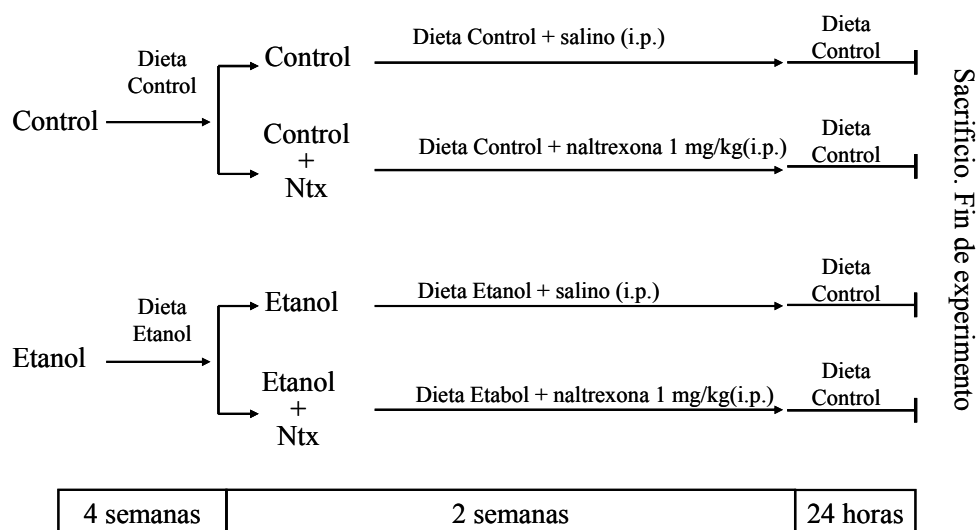 Dieta
Control
Control
Control
Dieta Control + salino (i.p.)
Dieta
Control
Control
+
Ntx
Dieta Control + naltrexona 1 mg/kg(i.p.)
Dieta
Control
Etanol
Dieta
Etanol
Etanol
Dieta Etanol + salino (i.p.)
Dieta
Control
Etanol
+
Ntx
Dieta Etabol + naltrexona 1 mg/kg(i.p.)
Dieta
Control
Sacrificio. Fin de experimento
4 semanas
2 semanas
24 horas